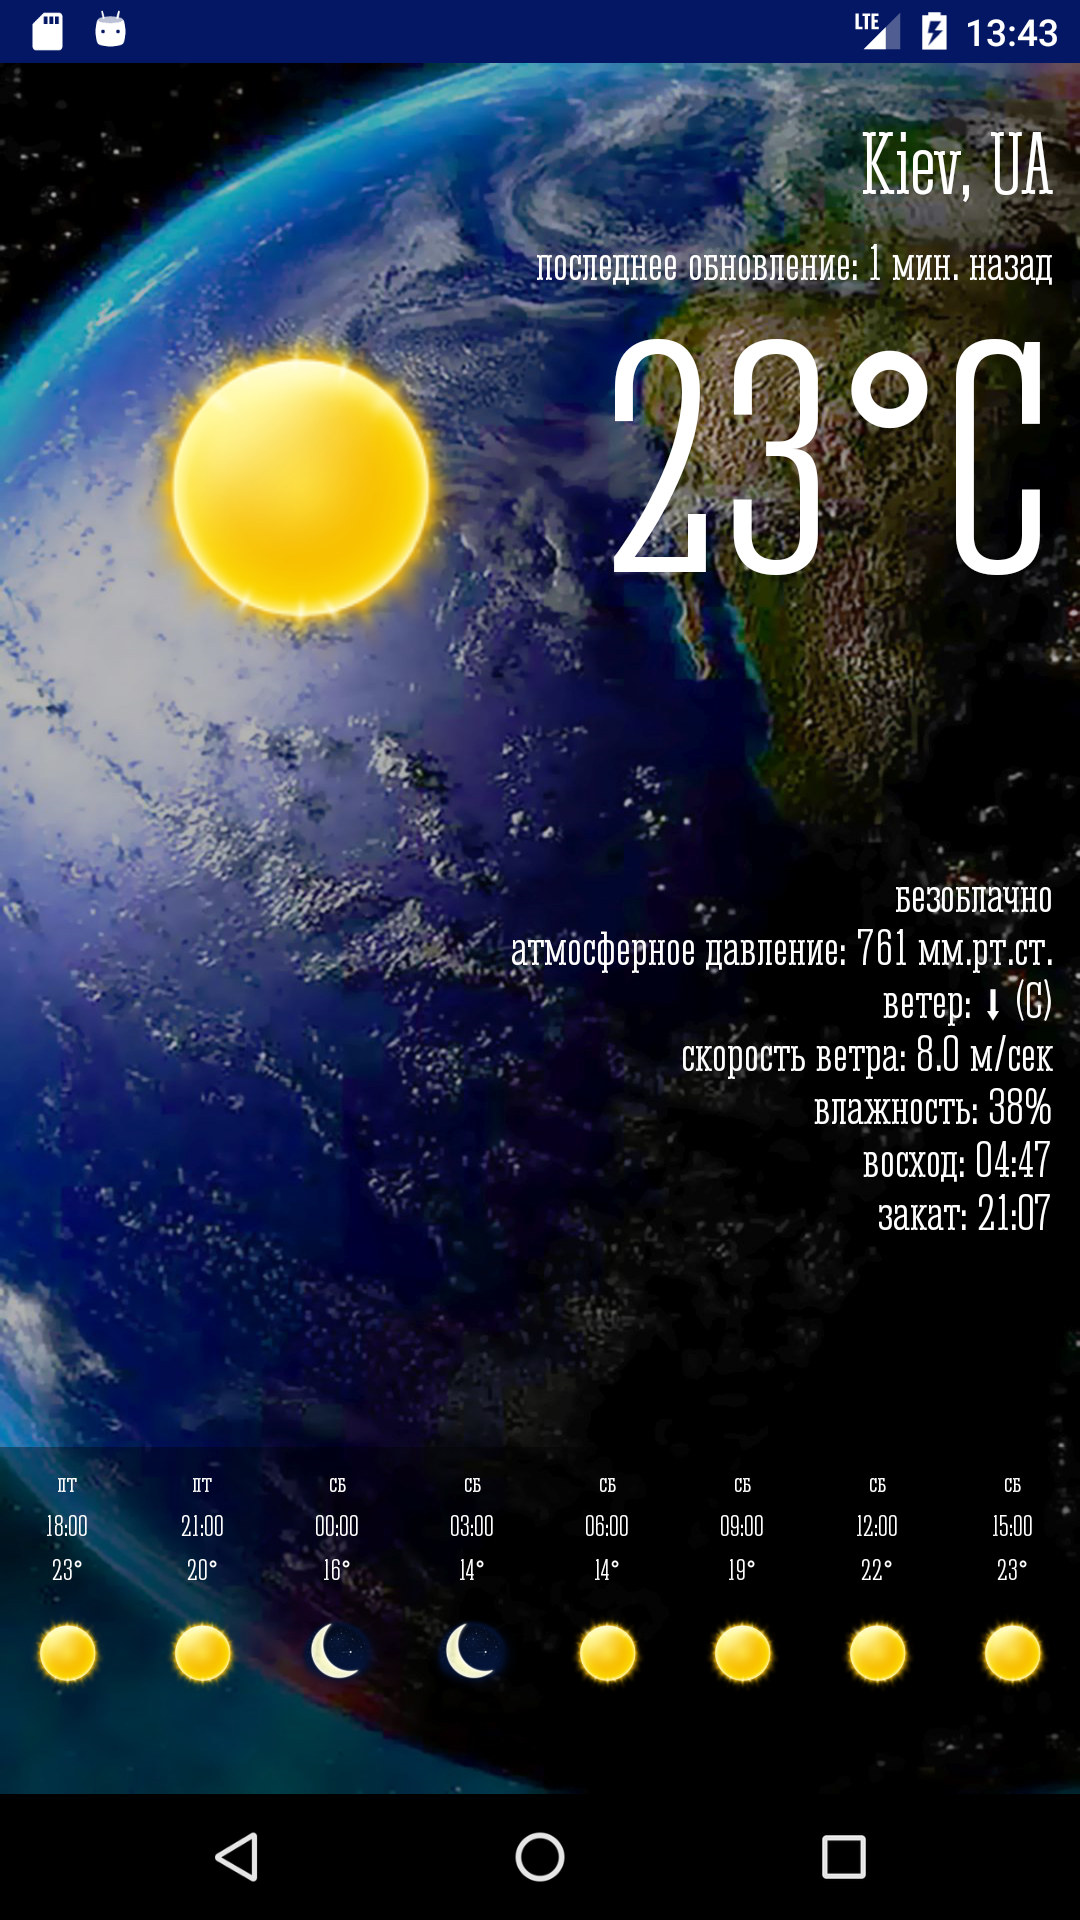 LTE 13:43
Kiev, UA
последнее обновление: 1 мин. назад
23°C
безоблачно
атмосферное давление: 761 мм.рт.ст.
ветер: ⬇ (С)
скорость ветра: 8.0 м/сек
влажность: 38%
восход: 04:47
закат: 21:07
пт пт сб сб сб сб сб сб
18:00 21:00 00:00 03:00 06:00 09:00 12:00 15:00
23° 20° 16° 14° 14° 19° 22° 23°